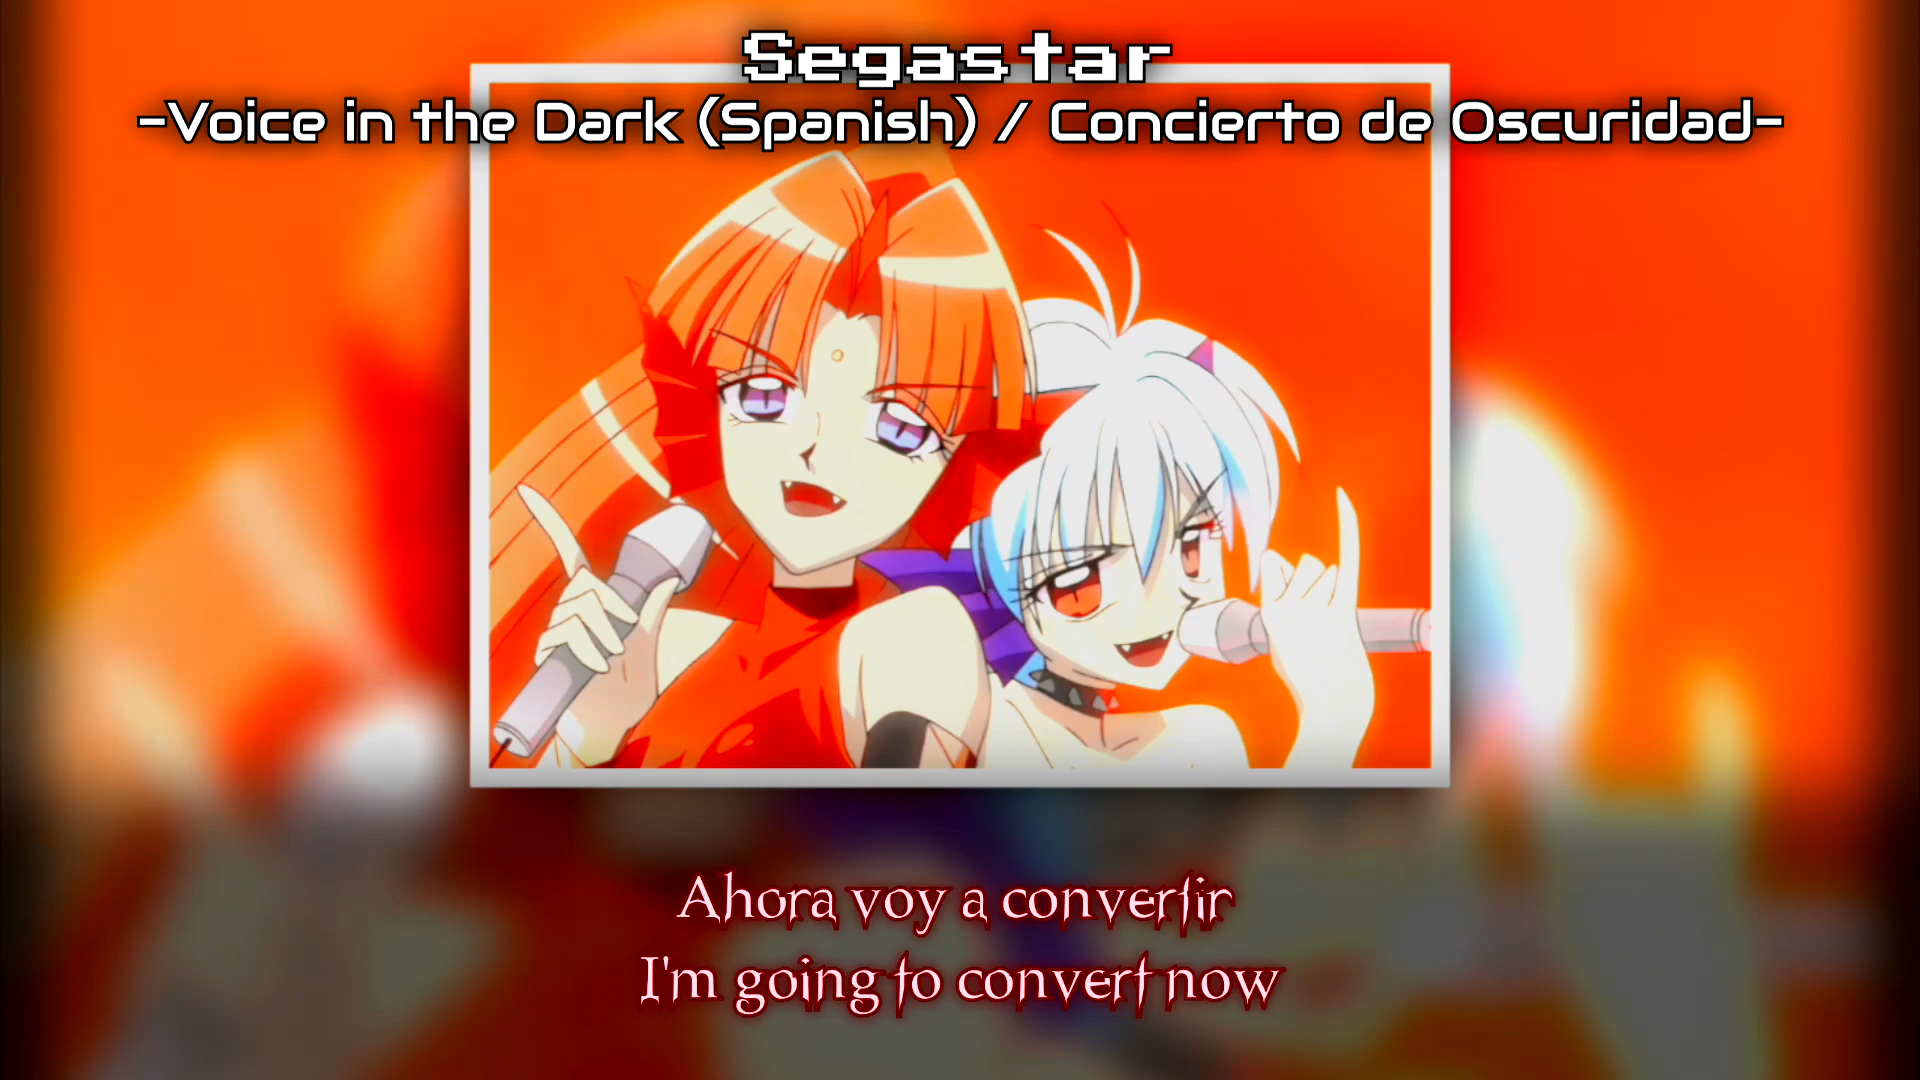 Segastar
-Voice in the Dark (Spanish) / Concierto de Oscuridad-
Ahora voy a convertir
I'm going to convert now